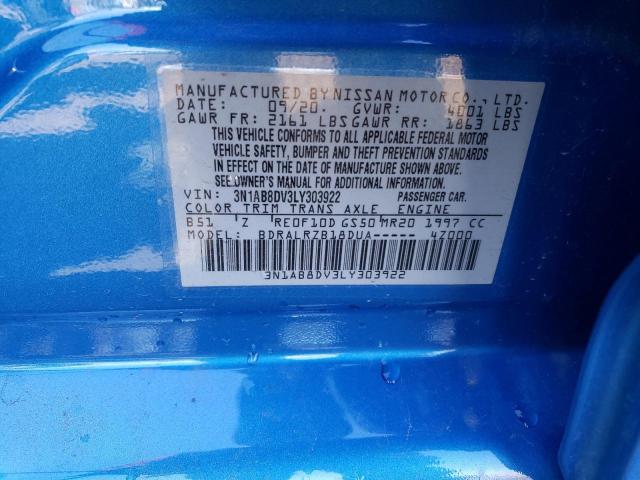 MANUFACTURED BY NISSAN MOTOR CO., LTD.
DATE: 09/20. GVWR: 4001 LBS
GAWR FR: 2161 LBS GAWR RR: 1863 LBS
THIS VEHICLE CONFORMS TO ALL APPLICABLE FEDERAL MOTOR
VEHICLE SAFETY, BUMPER AND THEFT PREVENTION STANDARDS
IN EFFECT ON THE DATE OF MANUFACTURE SHOWN ABOVE.
SEE OWNER'S MANUAL FOR ADDITIONAL INFORMATION.
VIN: 3N1AB8DV3LY303922 PASSENGER CAR.
COLOR TRIM TRANS AXLE ENGINE
B51 Z RE0F10D GS50 MR20 1997 CC
MODEL: BDRALRZB18DUA----- 4Z000
3N1AB8DV3LY303922